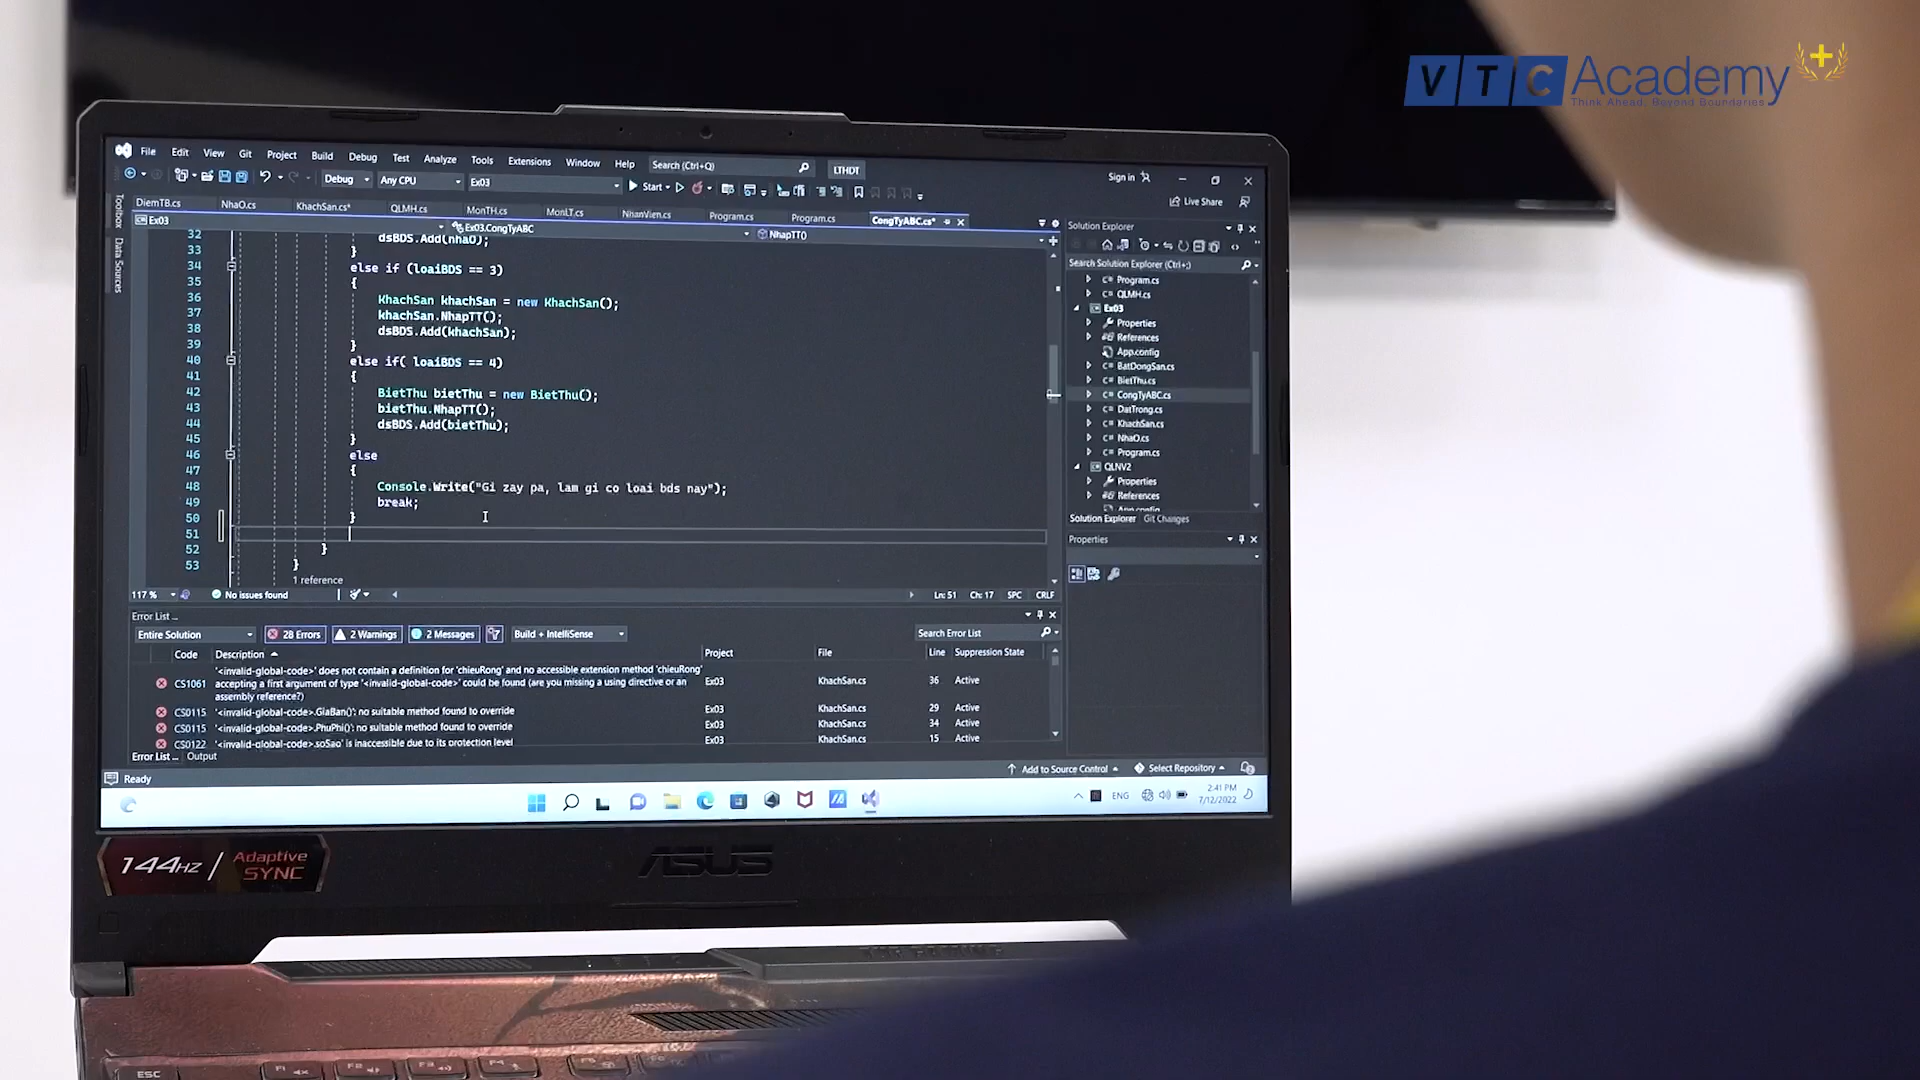 VTC Academy
Think Ahead, Beyond Boundaries
File Edit View Git Project Build Debug Test Analyze Tools Extensions Window Help Search (Ctrl+Q) LTHDT
Sign in
Debug Any CPU Ex03 Start
Live Share
DiemTB.cs NhaO.cs KhachSan.cs* QLMH.cs MonTH.cs MonLT.cs NhanVien.cs Program.cs Program.cs CongTyABC.cs*
Ex03 Ex03.CongTyABC NhapTT()
Toolbox
Data Sources
32 dsBDS.Add(nhaO);
33 }
34 else if (loaiBDS == 3)
35 {
36 KhachSan khachSan = new KhachSan();
37 khachSan.NhapTT();
38 dsBDS.Add(khachSan);
39 }
40 else if( loaiBDS == 4)
41 {
42 BietThu bietThu = new BietThu();
43 bietThu.NhapTT();
44 dsBDS.Add(bietThu);
45 }
46 else
47 {
48 Console.Write("Gi zay pa, lam gi co loai bds nay");
49 break;
50 }
51
52 }
53 }
1 reference
117 % No issues found Ln: 51 Ch: 17 SPC CRLF
Solution Explorer
Search Solution Explorer (Ctrl+;)
C# Program.cs
C# QLMH.cs
Ex03
Properties
References
App.config
C# BatDongSan.cs
C# BietThu.cs
C# CongTyABC.cs
C# DatTrong.cs
C# KhachSan.cs
C# NhaO.cs
C# Program.cs
QLNV2
Properties
References
App.config
Solution Explorer Git Changes
Properties
Error List ...
Entire Solution 28 Errors 2 Warnings 2 Messages Build + IntelliSense Search Error List
Code Description Project File Line Suppression State
CS1061 '<invalid-global-code>' does not contain a definition for 'chieuRong' and no accessible extension method 'chieuRong'
accepting a first argument of type '<invalid-global-code>' could be found (are you missing a using directive or an
assembly reference?) Ex03 KhachSan.cs 36 Active
CS0115 '<invalid-global-code>.GiaBan()': no suitable method found to override Ex03 KhachSan.cs 29 Active
CS0115 '<invalid-global-code>.PhuPhi()': no suitable method found to override Ex03 KhachSan.cs 34 Active
CS0122 '<invalid-global-code>.soSao' is inaccessible due to its protection level Ex03 KhachSan.cs 15 Active
Error List ... Output
Ready Add to Source Control Select Repository
ENG 2:41 PM
7/12/2022
144HZ / Adaptive SYNC
ASUS
ESC F1 F2 F3 F4 F5